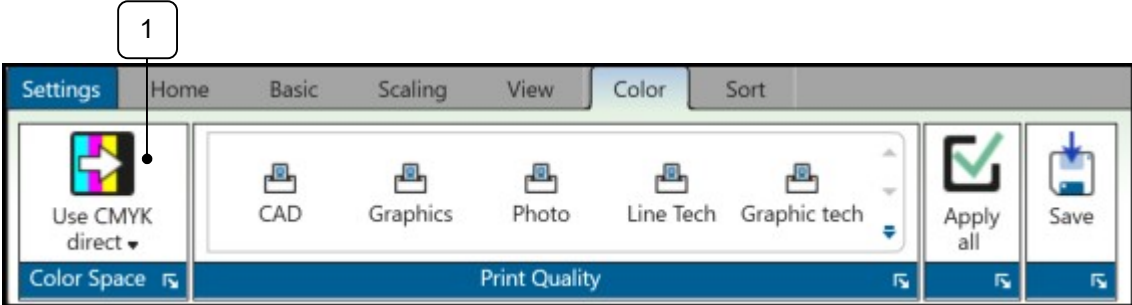 1
Settings Home Basic Scaling View Color Sort
CAD Graphics Photo Line Tech Graphic tech
Use CMYK
direct
Apply
all
Save
Color Space Print Quality